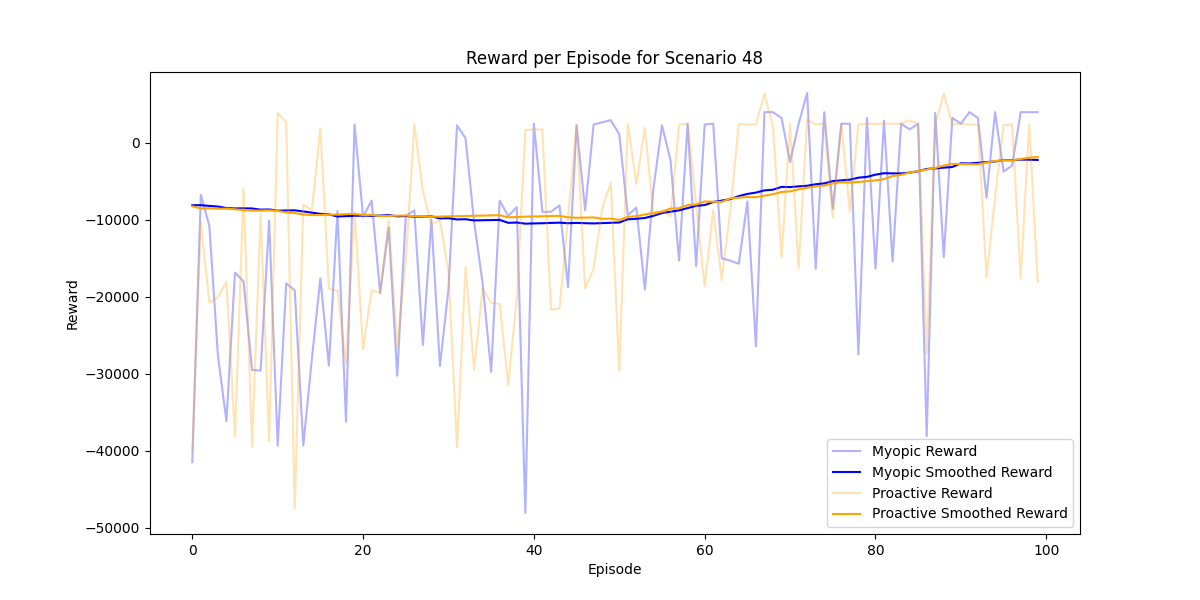 Reward per Episode for Scenario 48
Reward
0
−10000
−20000
−30000
−40000
−50000
0 20 40 60 80 100
Episode
Myopic Reward
Myopic Smoothed Reward
Proactive Reward
Proactive Smoothed Reward